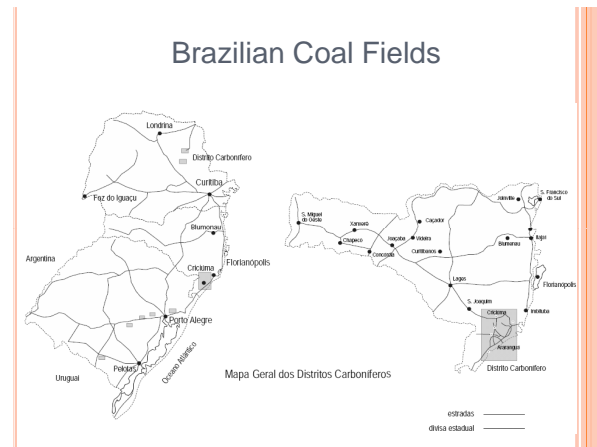 Brazilian Coal Fields
Londrina
Distrito Carbonífero
Curitiba
Foz do Iguaçu
Blumenau
Argentina
Florianópolis
Criciúma
Porto Alegre
Pelotas
Oceano Atlântico
Uruguai
Mapa Geral dos Distritos Carboníferos
S. Francisco
do Sul
Joinville
S. Miguel
do Oeste
Xanxerê
Caçador
Chapecó
Joaçaba
Videira
Concórdia
Curitibanos
Blumenau
Itajaí
Lages
Florianópolis
S. Joaquim
Criciúma
Imbituba
Araranguá
Distrito Carbonífero
estradas
divisa estadual